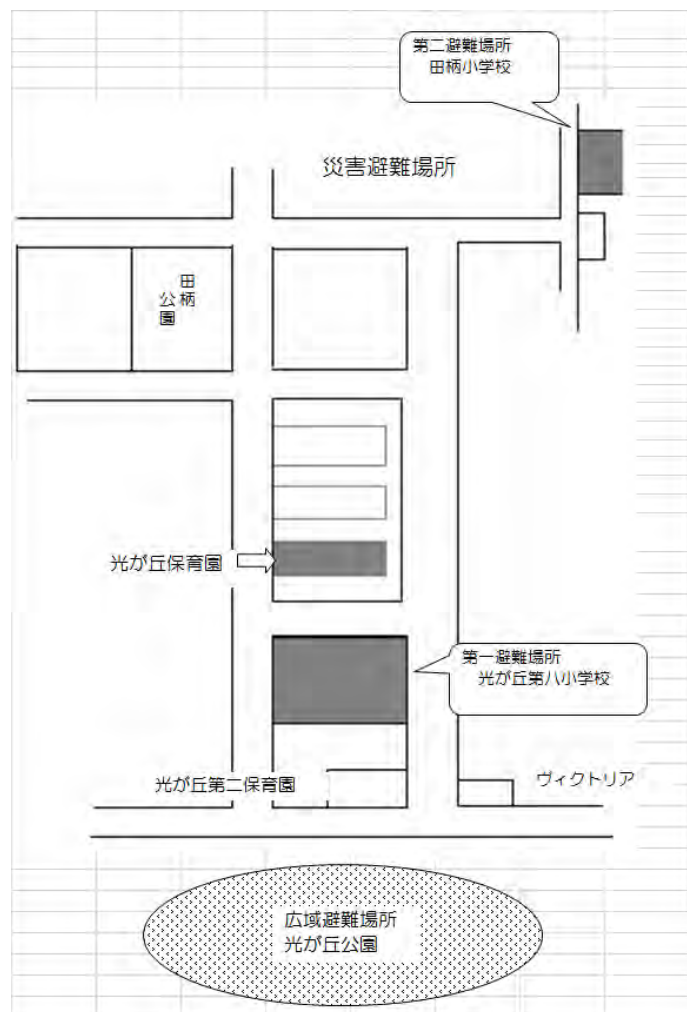 第二避難場所
田柄小学校
災害避難場所
田柄
公園
光が丘保育園
第一避難場所
光が丘第八小学校
光が丘第二保育園
ヴィクトリア
広域避難場所
光が丘公園